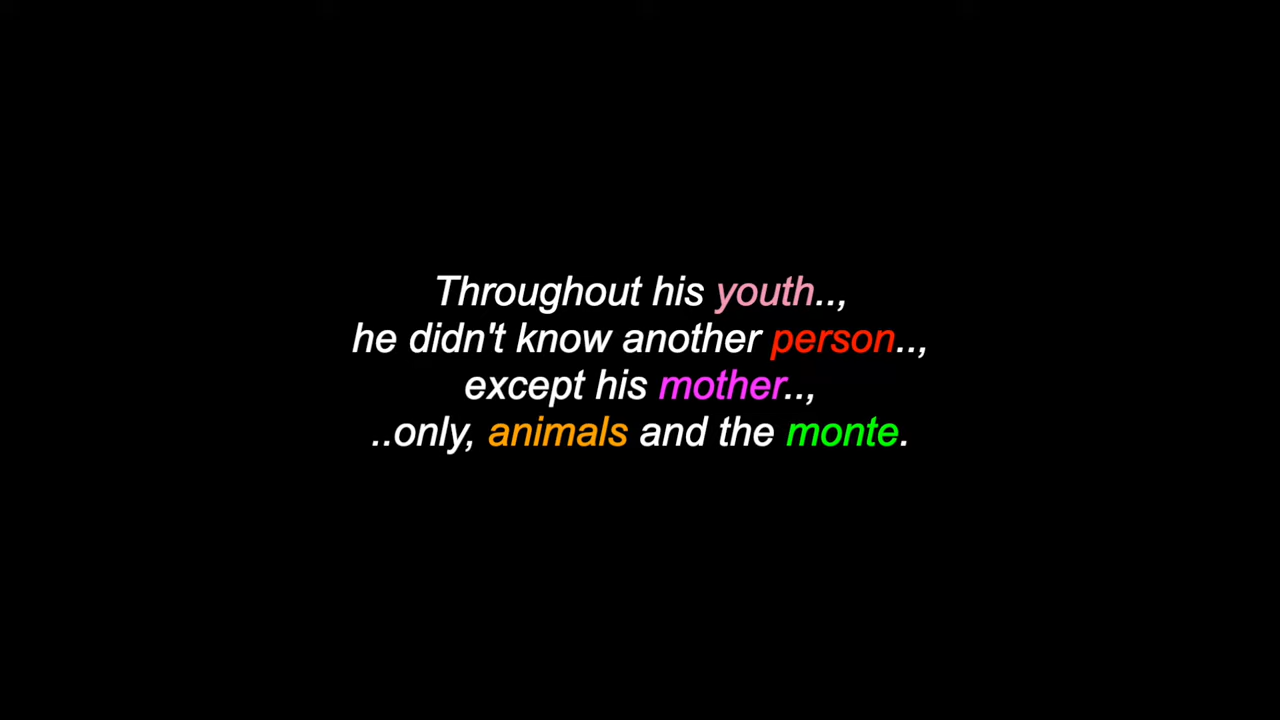 Throughout his youth..,
he didn't know another person..,
except his mother..,
..only, animals and the monte.